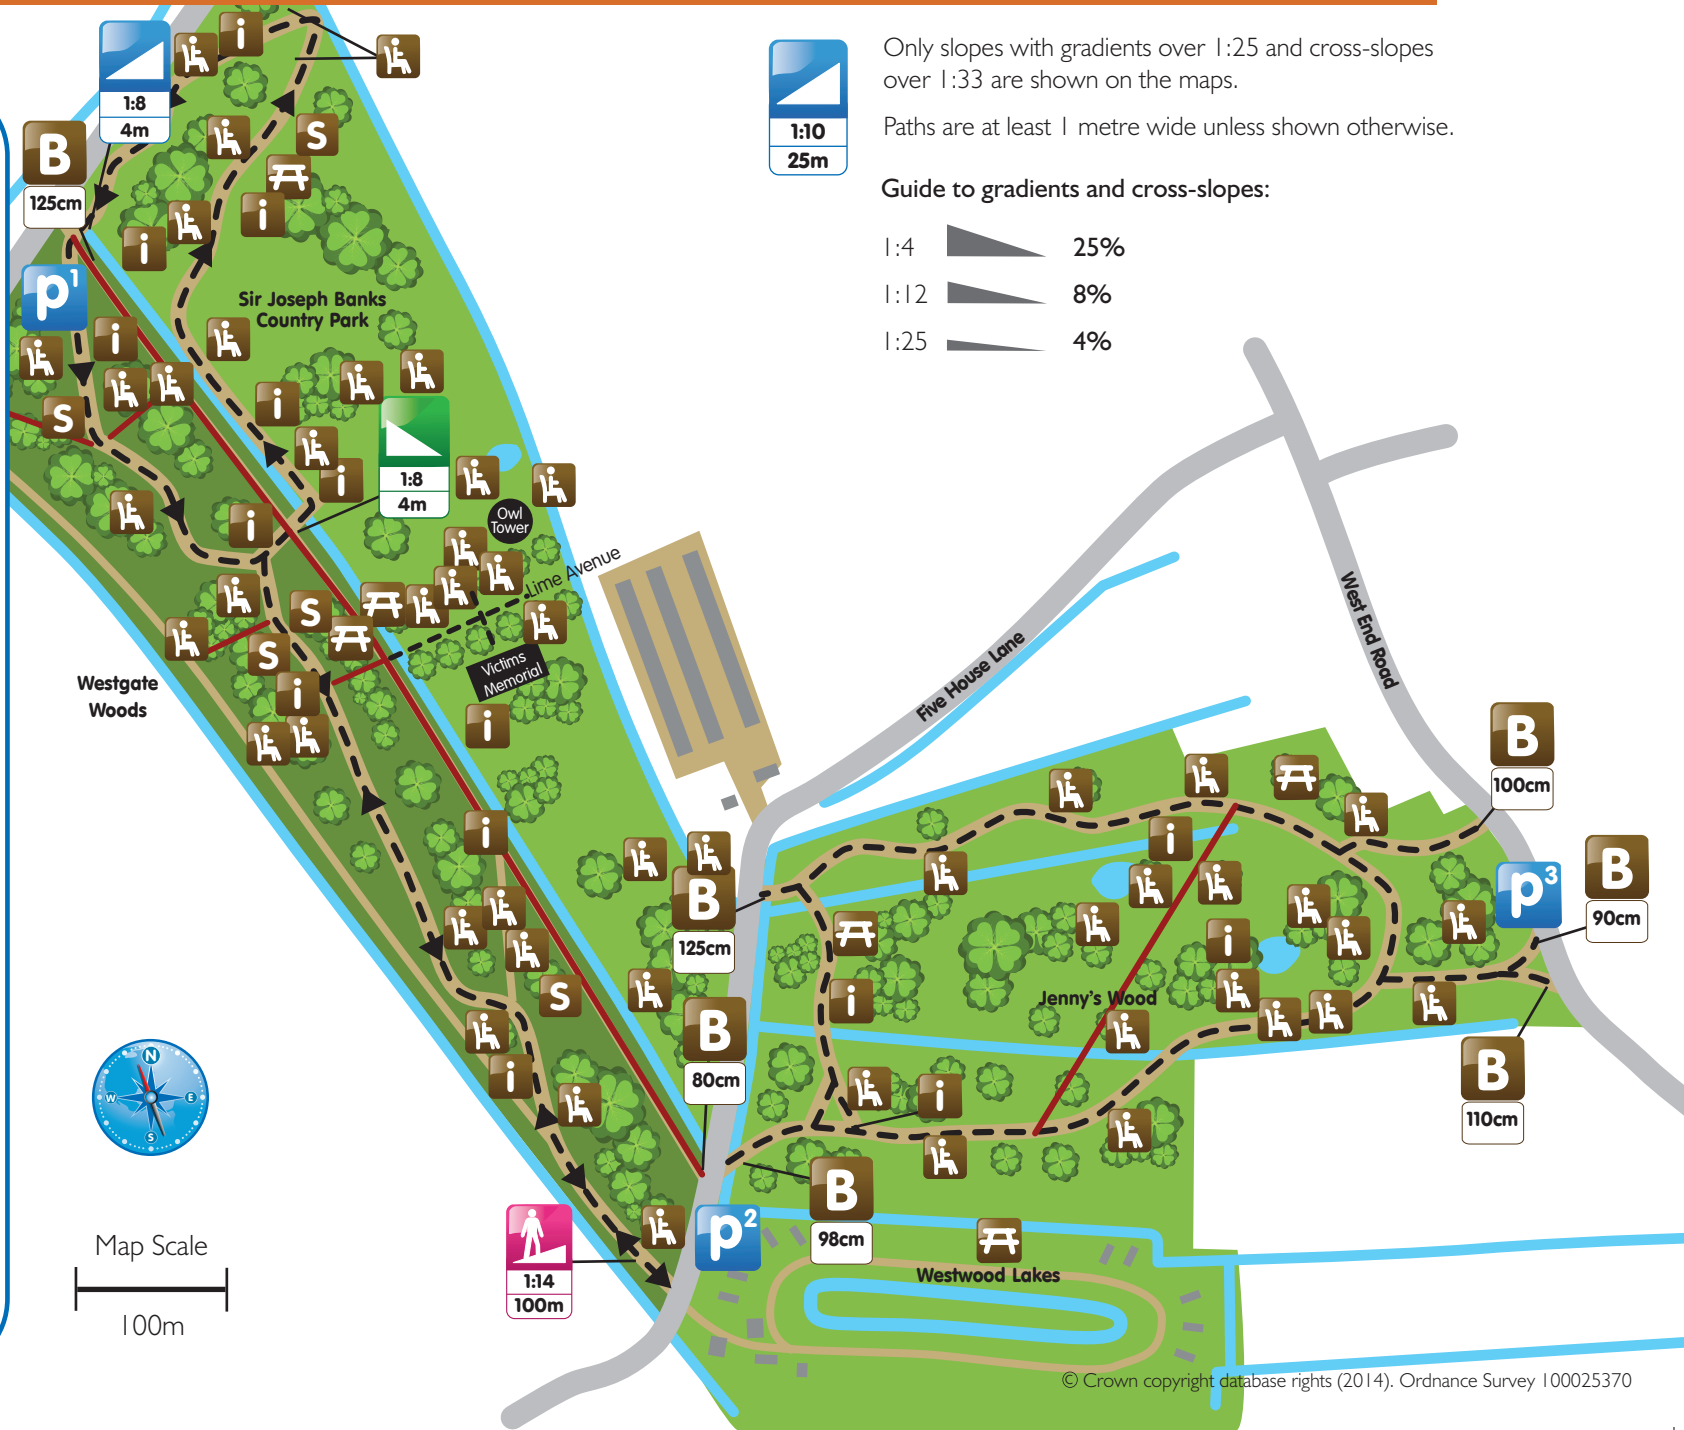 Only slopes with gradients over 1:25 and cross-slopes
over 1:33 are shown on the maps.
Paths are at least 1 metre wide unless shown otherwise.
1:10
25m
Guide to gradients and cross-slopes:
1:4 25%
1:12 8%
1:25 4%
i
1:8
4m
B
125cm
S
i
i
p1
Sir Joseph Banks
Country Park
i
i
S
1:8
4m
i
i
Owl
Tower
Lime Avenue
S
S
Victims
Memorial
i
i
Westgate
Woods
Five House Lane
West End Road
B
100cm
i
i
B
125cm
p3
B
90cm
i
S
i
Jenny's Wood
B
80cm
i
i
B
110cm
N
W
E
S
B
98cm
p2
1:14
100m
Westwood Lakes
Map Scale
100m
© Crown copyright database rights (2014). Ordnance Survey 100025370